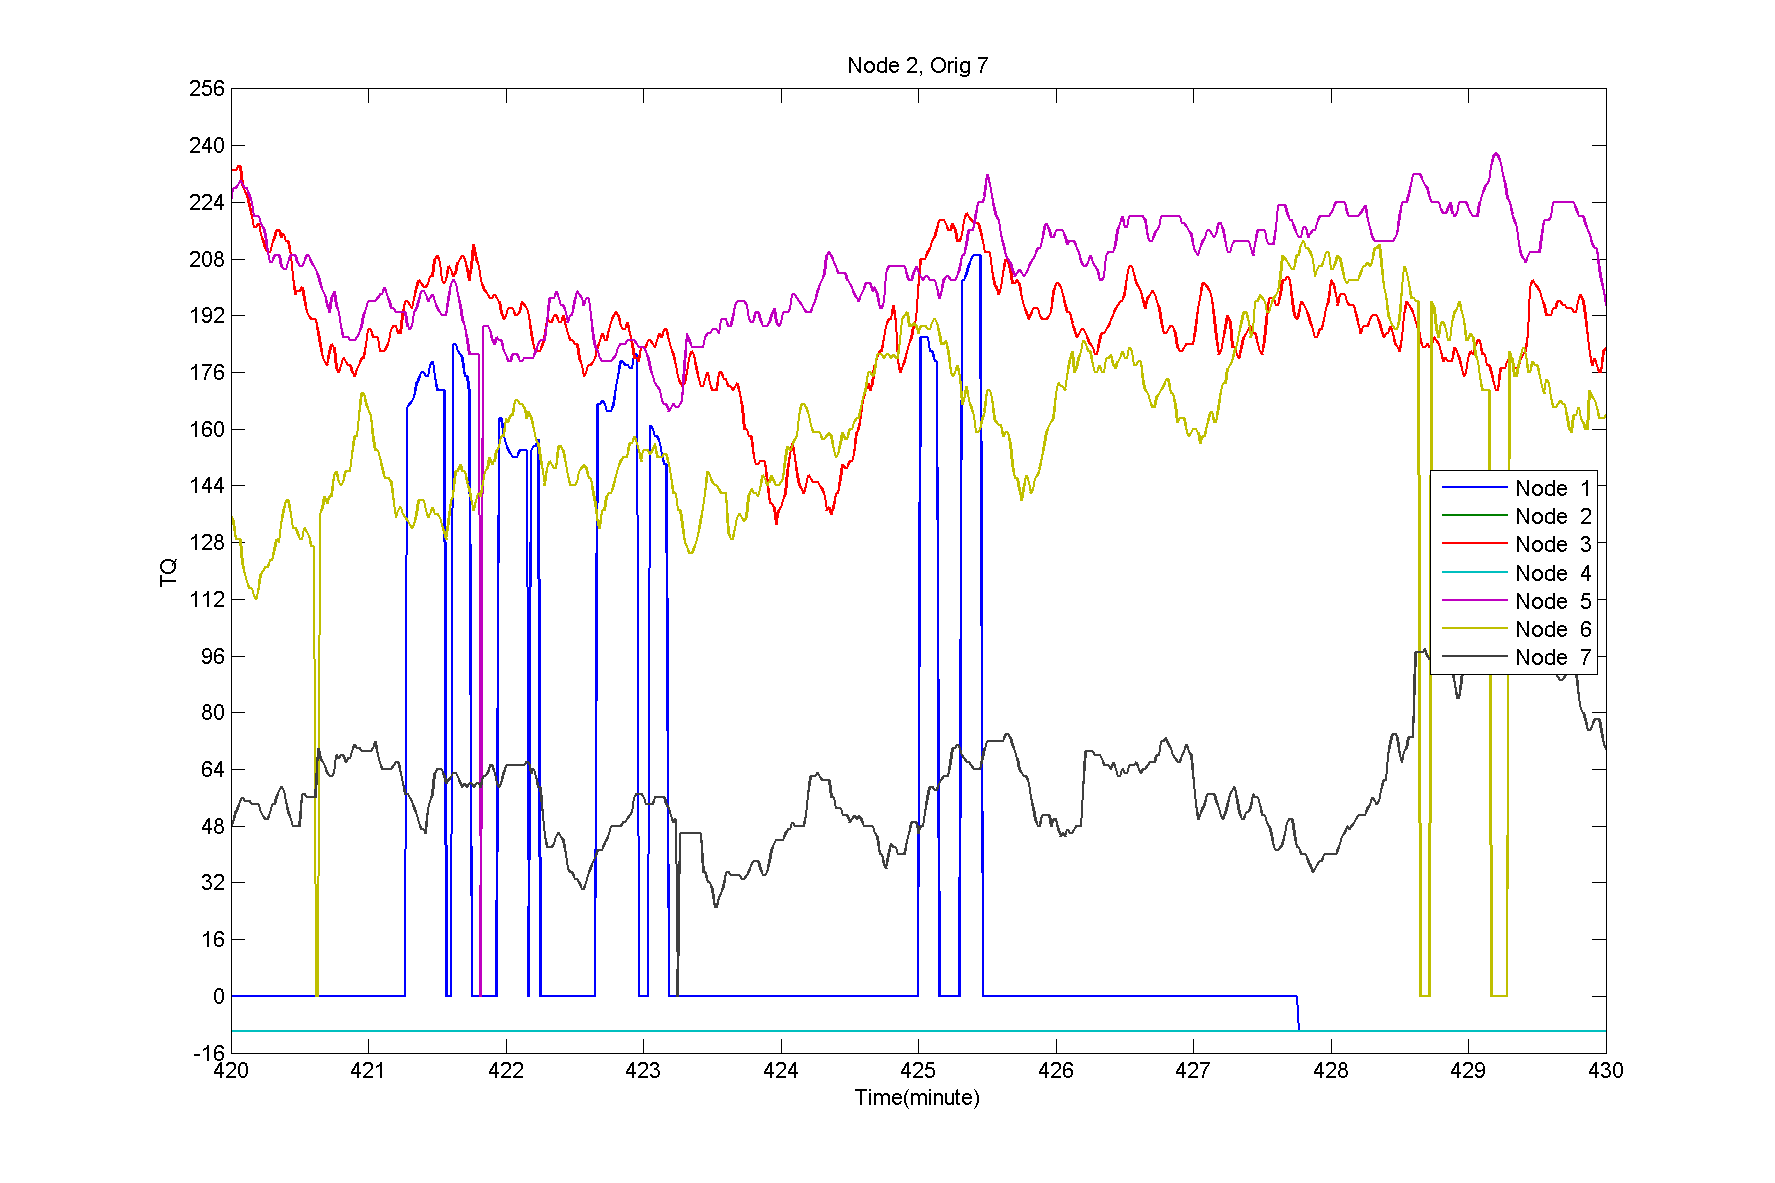 Node 2, Orig 7
256
240
224
208
192
176
160
144
128
112
96
80
64
48
32
16
0
-16
TQ
Node 1
Node 2
Node 3
Node 4
Node 5
Node 6
Node 7
420 421 422 423 424 425 426 427 428 429 430
Time(minute)